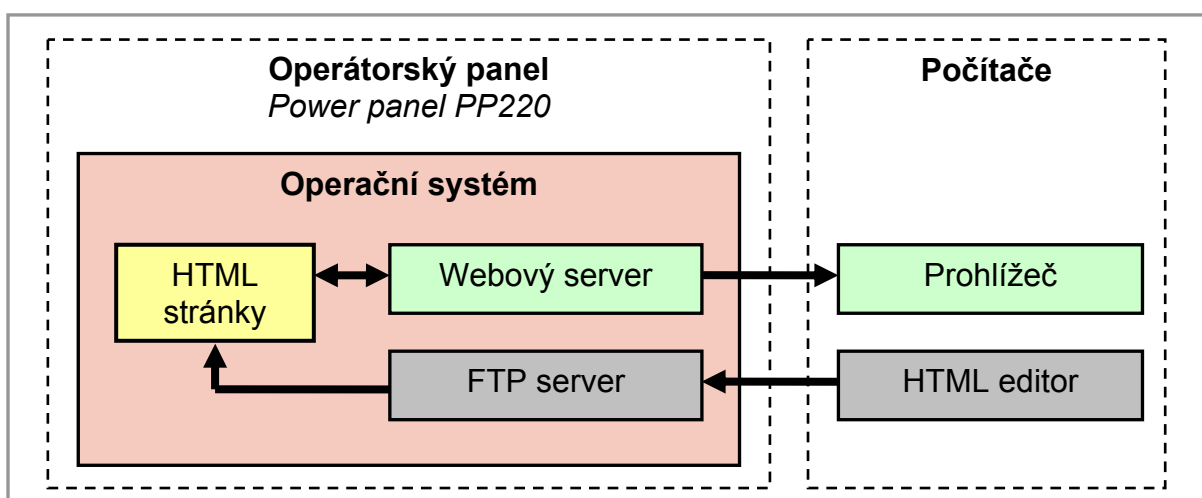 Operátorský panel
Power panel PP220
Počítače
Operační systém
HTML
stránky
Webový server
Prohlížeč
FTP server
HTML editor